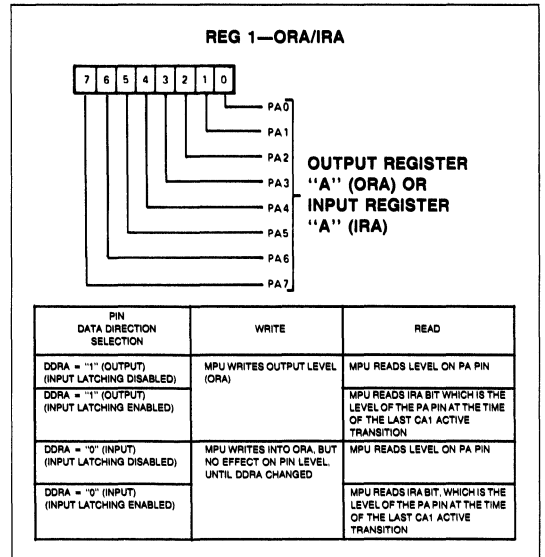 REG 1—ORA/IRA
7 6 5 4 3 2 1 0
PA0
PA1
PA2
PA3
PA4
PA5
PA6
PA7
OUTPUT REGISTER
"A" (ORA) OR
INPUT REGISTER
"A" (IRA)
PIN
DATA DIRECTION
SELECTION
WRITE
READ
DDRA = "1" (OUTPUT)
(INPUT LATCHING DISABLED)
MPU WRITES OUTPUT LEVEL
(ORA)
MPU READS LEVEL ON PA PIN
DDRA = "1" (OUTPUT)
(INPUT LATCHING ENABLED)
MPU READS IRA BIT WHICH IS THE
LEVEL OF THE PA PIN AT THE TIME
OF THE LAST CA1 ACTIVE
TRANSITION
DDRA = "0" (INPUT)
(INPUT LATCHING DISABLED)
MPU WRITES INTO ORA, BUT
NO EFFECT ON PIN LEVEL,
UNTIL DDRA CHANGED
MPU READS LEVEL ON PA PIN
DDRA = "0" (INPUT)
(INPUT LATCHING ENABLED)
MPU READS IRA BIT, WHICH IS THE
LEVEL OF THE PA PIN AT THE TIME
OF THE LAST CA1 ACTIVE
TRANSITION